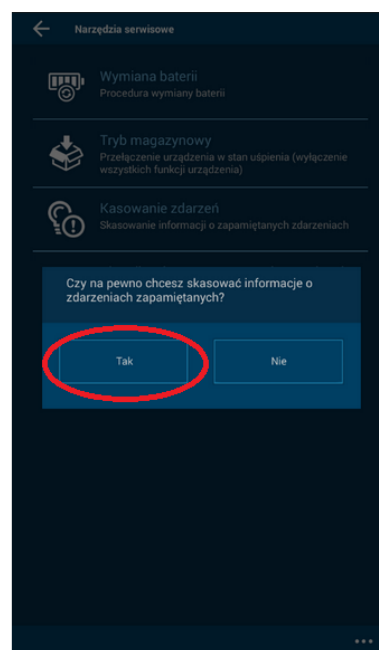 Narzędzia serwisowe
Wymiana baterii
Procedura wymiany baterii
Tryb magazynowy
Przełączenie urządzenia w stan uśpienia (wyłączenie
wszystkich funkcji urządzenia)
Kasowanie zdarzeń
Skasowanie informacji o zapamiętanych zdarzeniach
Czy na pewno chcesz skasować informacje o
zdarzeniach zapamiętanych?
Tak
Nie